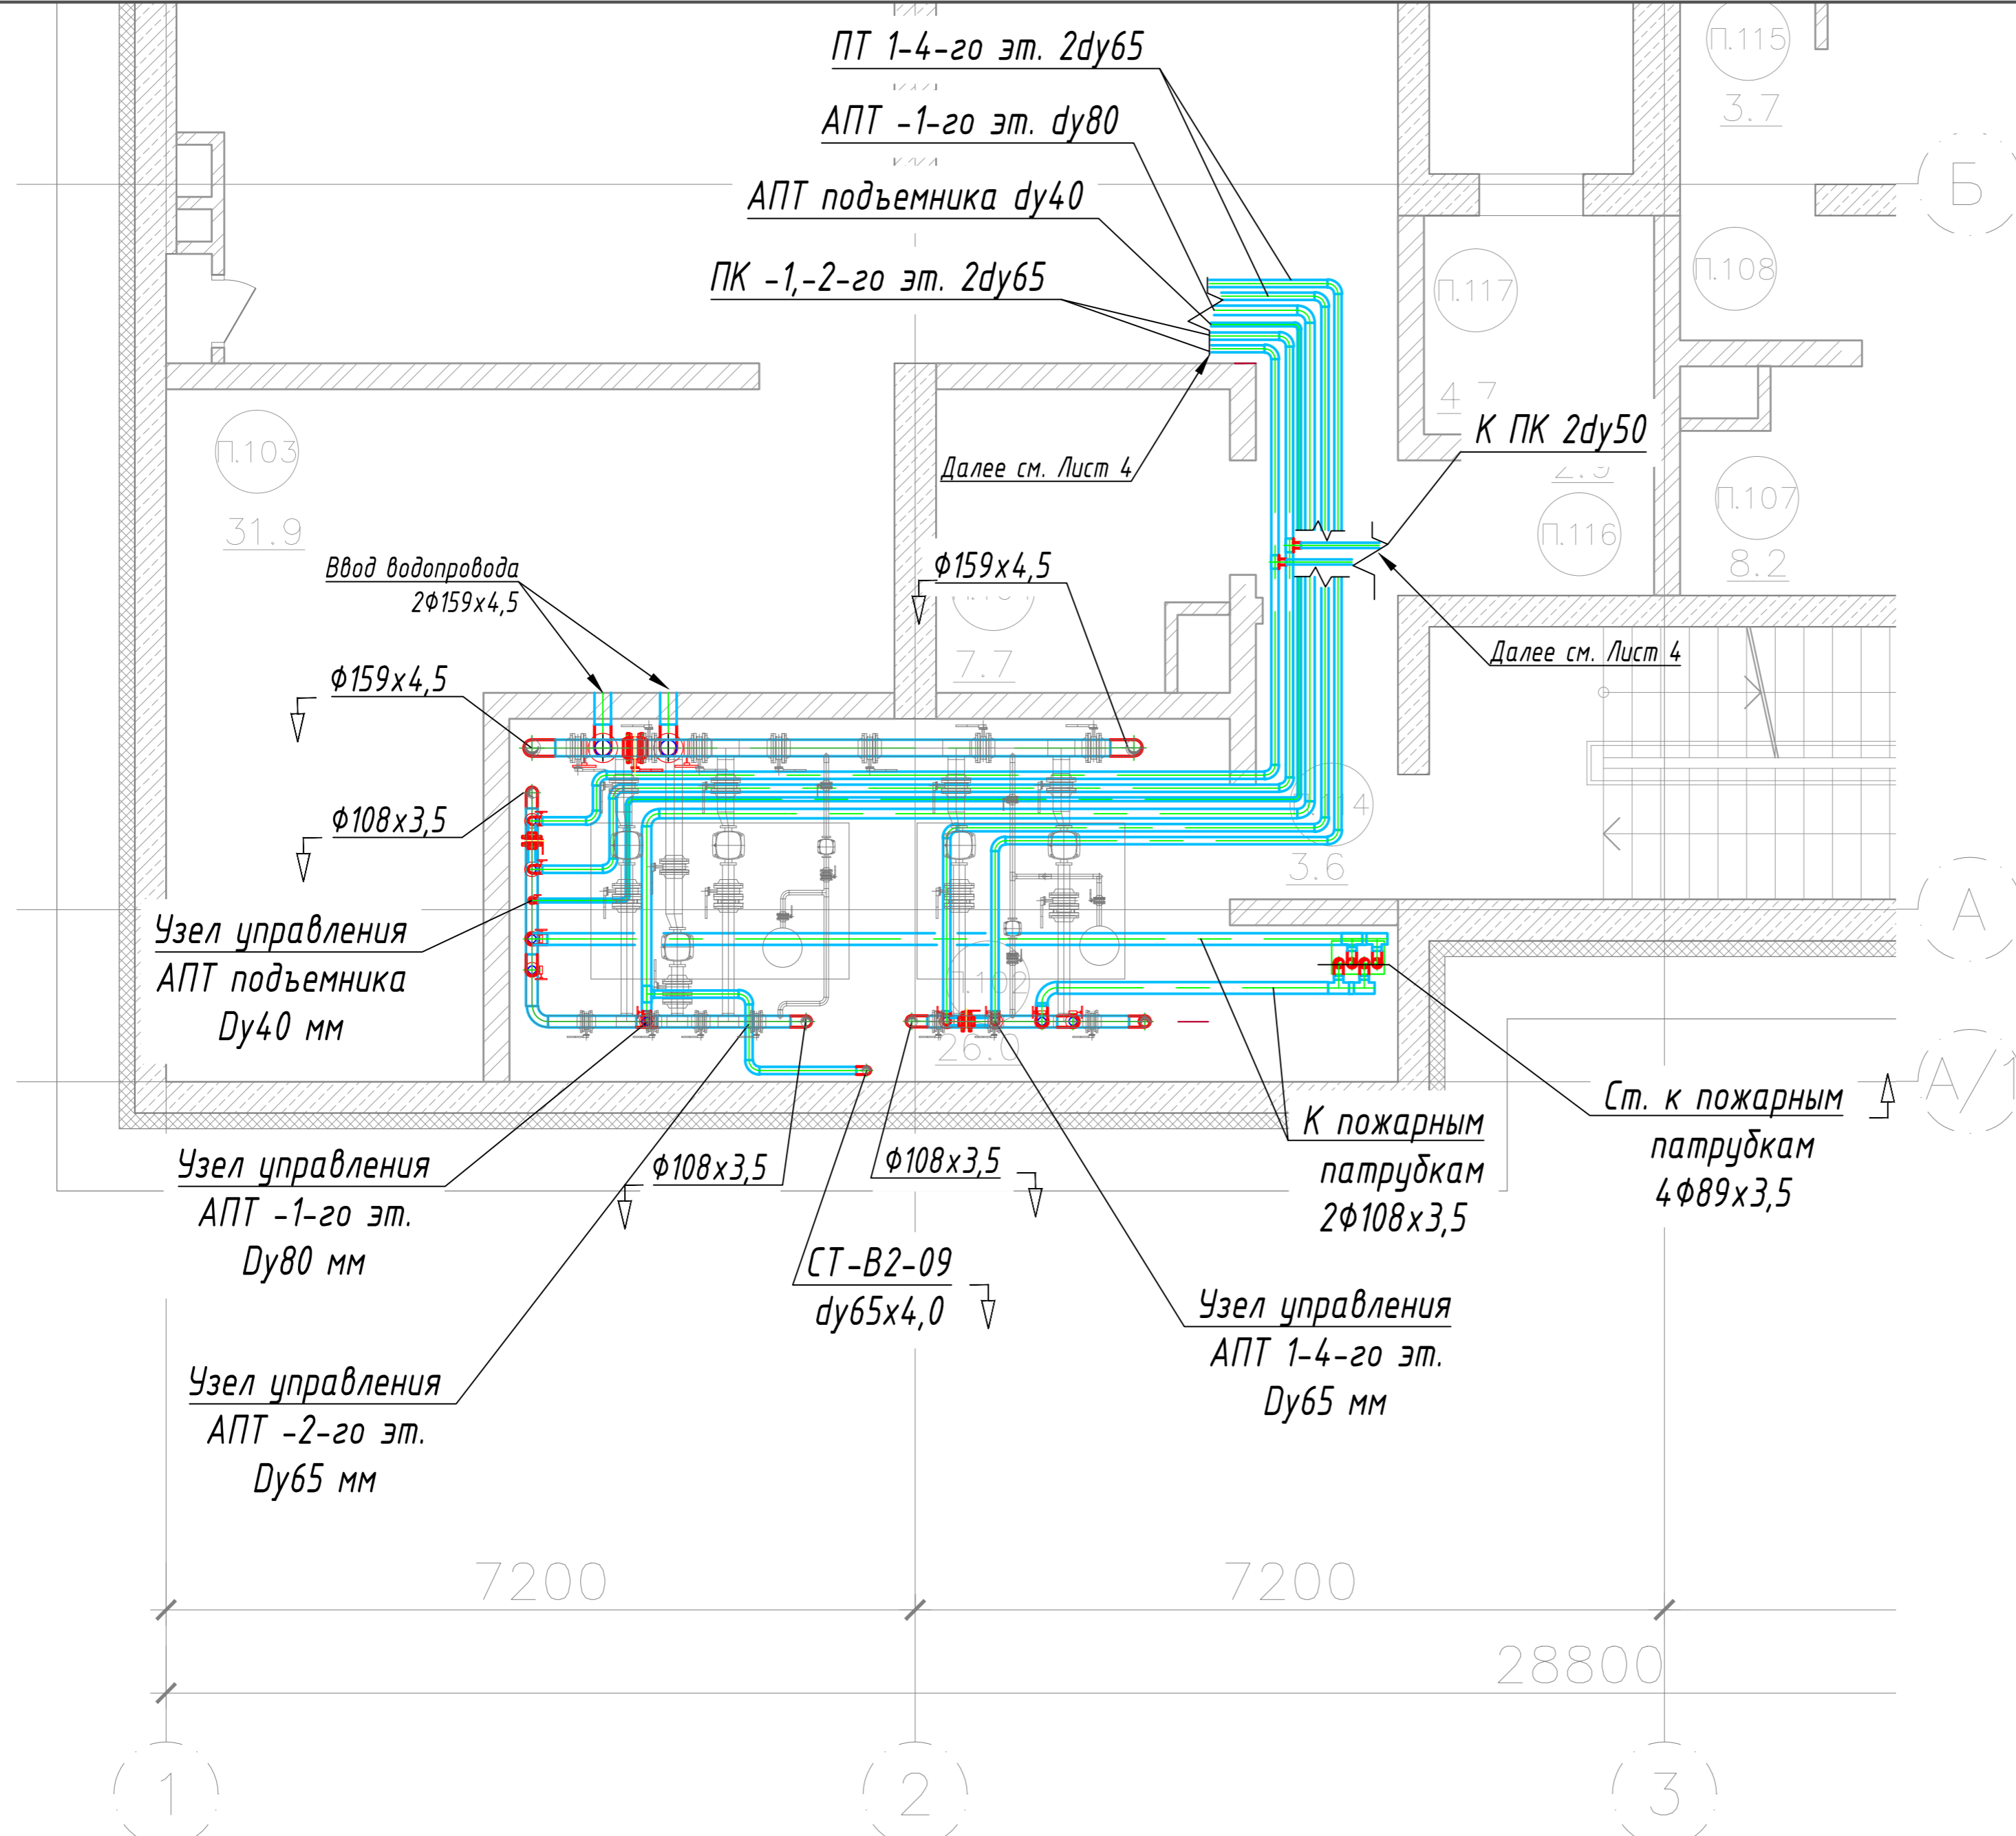 ПТ 1-4-го эт. 2dy65
АПТ -1-го эт. dy80
АПТ подъемника dy40
ПК -1,-2-го эт. 2dy65
П.115
3.7
Б
П.117
П.108
К ПК 2dy50
Далее см. Лист 4
П.103
31.9
П.116
П.107
8.2
Ввод водопровода
2Ф159х4,5
Ф159х4,5
Ф159х4,5
7.7
Далее см. Лист 4
Ф108х3,5
3.6
А
Узел управления
АПТ подъемника
Dy40 мм
П.102
26.0
А/1
Узел управления
АПТ -1-го эт.
Dy80 мм
Ф108х3,5
Ф108х3,5
К пожарным
патрубкам
2Ф108х3,5
Ст. к пожарным
патрубкам
4Ф89х3,5
СТ-В2-09
dy65х4,0
Узел управления
АПТ 1-4-го эт.
Dy65 мм
Узел управления
АПТ -2-го эт.
Dy65 мм
7200
7200
28800
1
2
3